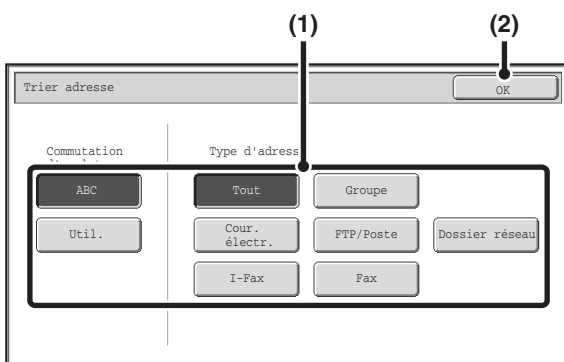 (1) (2)
Trier adresse OK
Commutation Type d'adress
ABC Tout Groupe
Util. Cour. électr. FTP/Poste Dossier réseau
I-Fax Fax